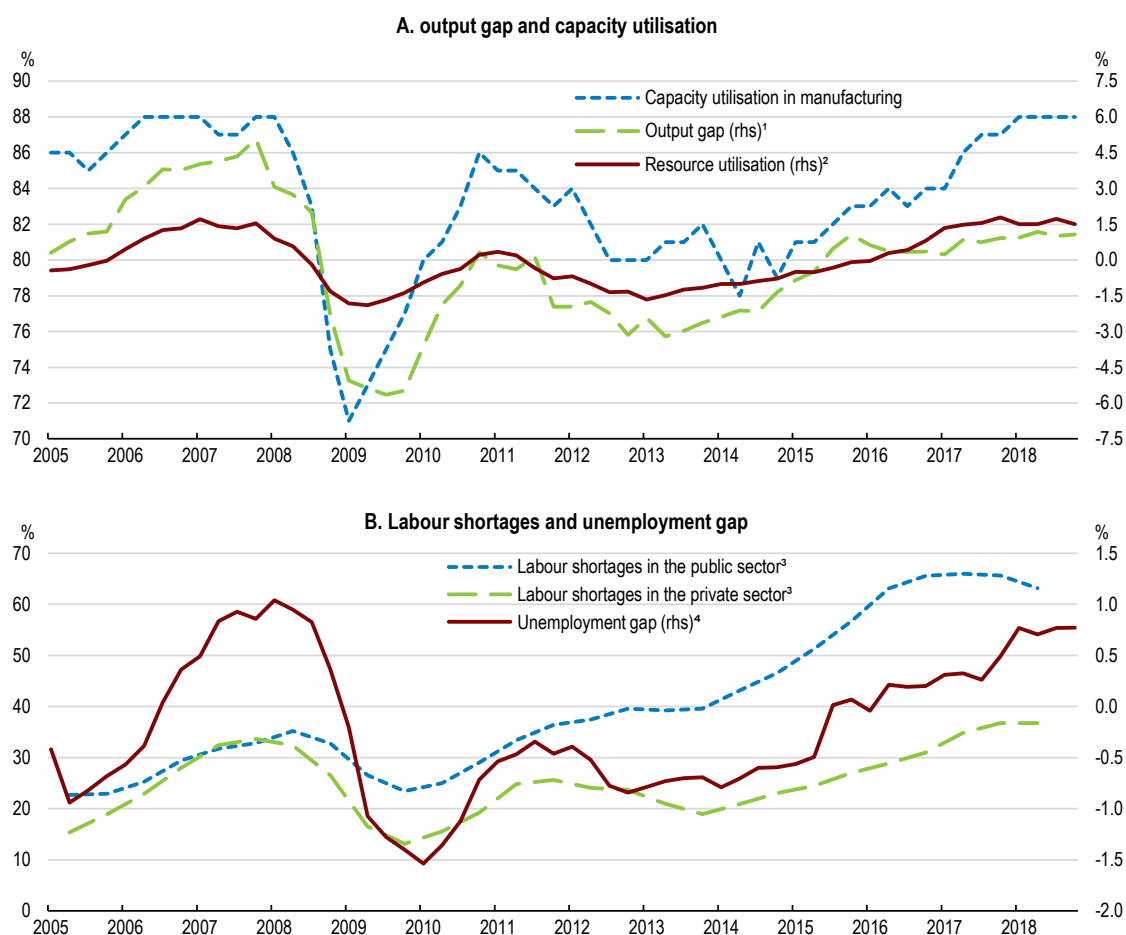 A. output gap and capacity utilisation
% %
90 7.5
Capacity utilisation in manufacturing
88 6.0
Output gap (rhs)¹
86 4.5
Resource utilisation (rhs)²
84 3.0
82 1.5
80 0.0
78 -1.5
76 -3.0
74 -4.5
72 -6.0
70 -7.5
2005 2006 2007 2008 2009 2010 2011 2012 2013 2014 2015 2016 2017 2018
B. Labour shortages and unemployment gap
% %
70 1.5
Labour shortages in the public sector³
Labour shortages in the private sector³
60 1.0
Unemployment gap (rhs)⁴
50 0.5
40 0.0
30 -0.5
20 -1.0
10 -1.5
0 -2.0
2005 2006 2007 2008 2009 2010 2011 2012 2013 2014 2015 2016 2017 2018